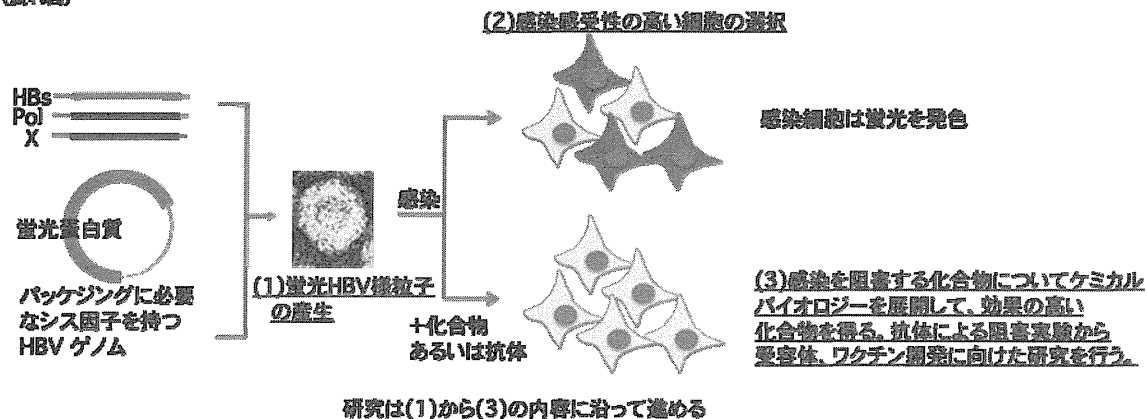 (2)感染感受性の高い細胞の選択
HBs
Pol
X
感染細胞は蛍光を発色
蛍光蛋白質
感染
パッケジングに必要
なシス因子を持つ
HBV ゲノム
(1)蛍光HBV様粒子
の産生
+化合物
あるいは抗体
(3)感染を阻害する化合物についてケミカル
バイオロジーを展開して、効果の高い
化合物を得る。抗体による阻害実験から
受容体、ワクチン開発に向けた研究を行う。
研究は(1)から(3)の内容に沿って進める